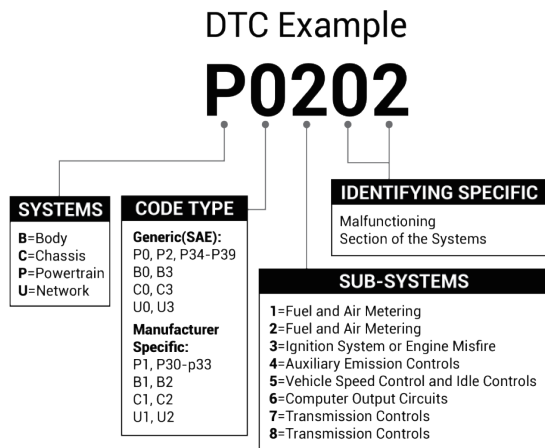 DTC Example
P0202
SYSTEMS
B=Body
C=Chassis
P=Powertrain
U=Network
CODE TYPE
Generic(SAE):
P0, P2, P34-P39
B0, B3
C0, C3
U0, U3
Manufacturer
Specific:
P1, P30-p33
B1, B2
C1, C2
U1, U2
IDENTIFYING SPECIFIC
Malfunctioning
Section of the Systems
SUB-SYSTEMS
1=Fuel and Air Metering
2=Fuel and Air Metering
3=Ignition System or Engine Misfire
4=Auxiliary Emission Controls
5=Vehicle Speed Control and Idle Controls
6=Computer Output Circuits
7=Transmission Controls
8=Transmission Controls